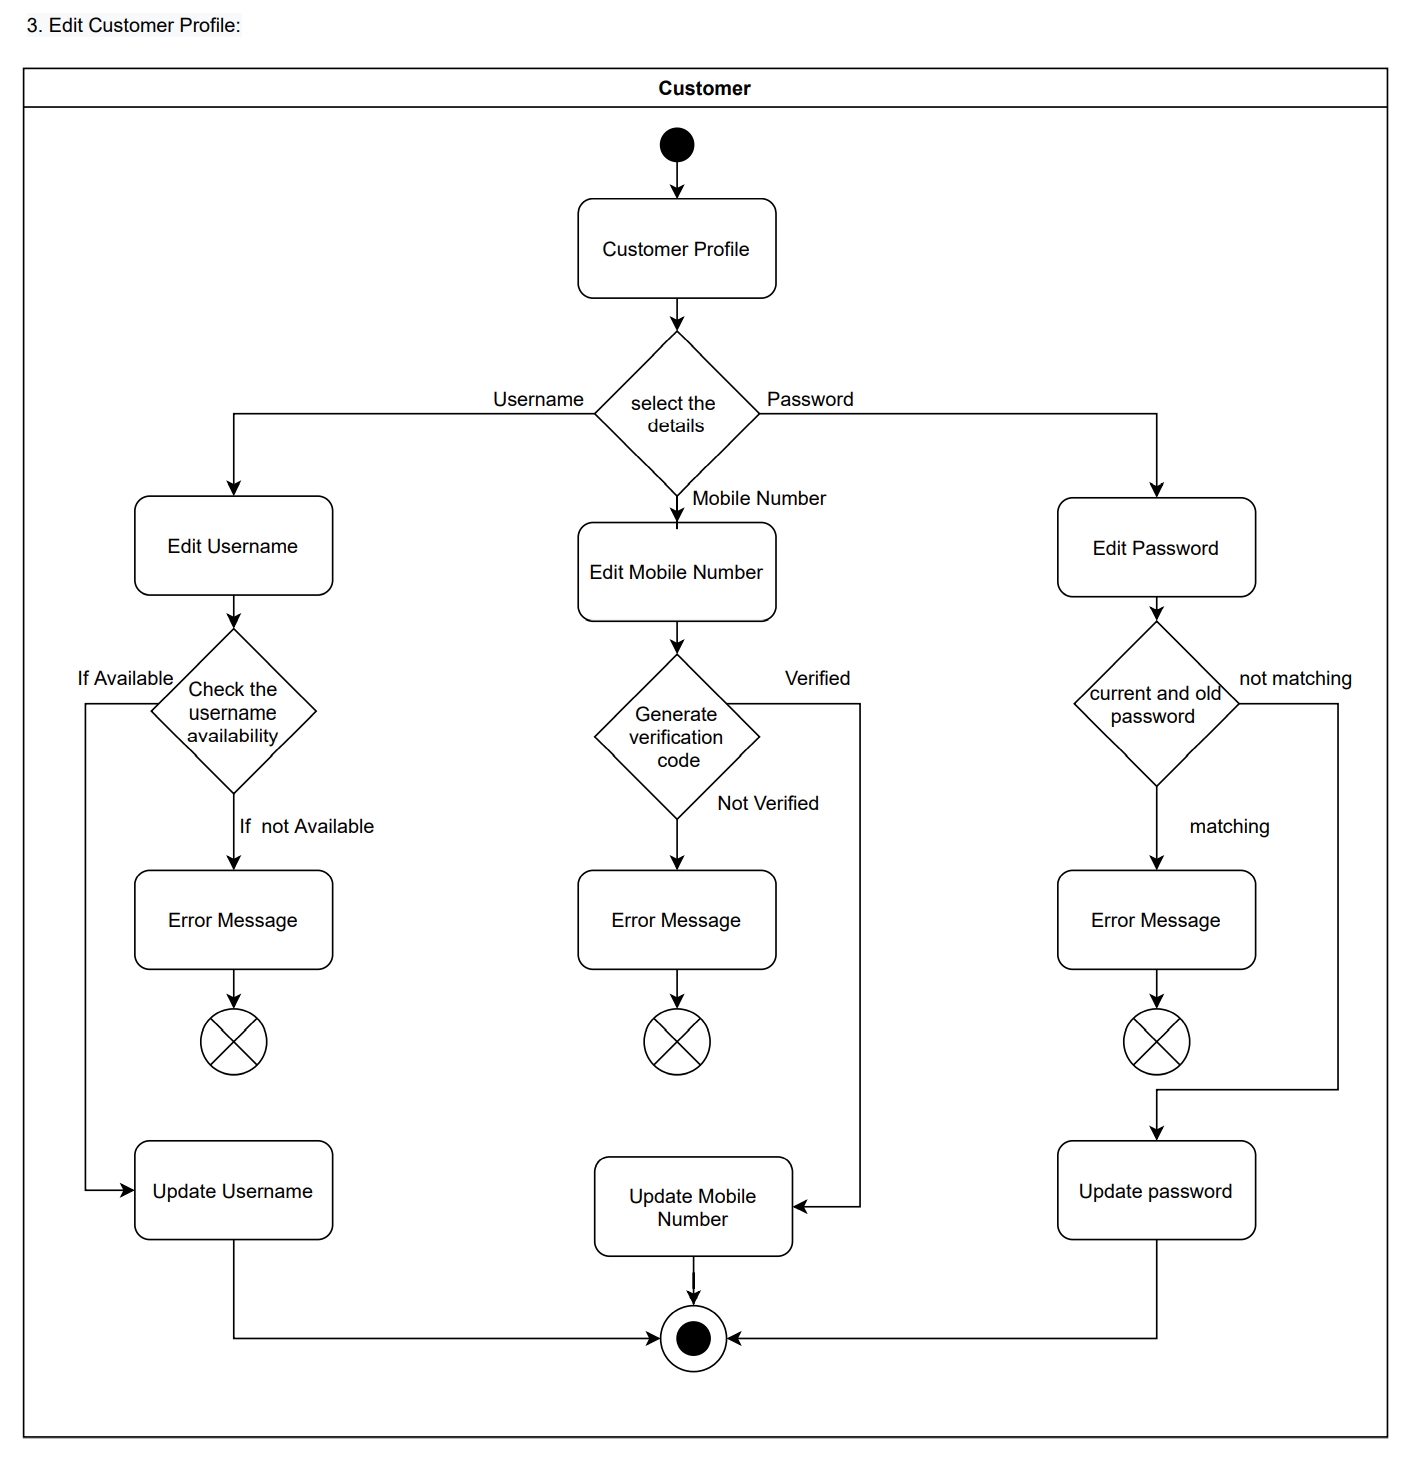 3. Edit Customer Profile:
Customer
Customer Profile
Username
select the
details
Password
Mobile Number
Edit Username
Edit Mobile Number
Edit Password
If Available
Check the
username
availability
Generate
verification
code
Verified
current and old
password
not matching
Not Verified
If not Available
matching
Error Message
Error Message
Error Message
Update Username
Update Mobile
Number
Update password